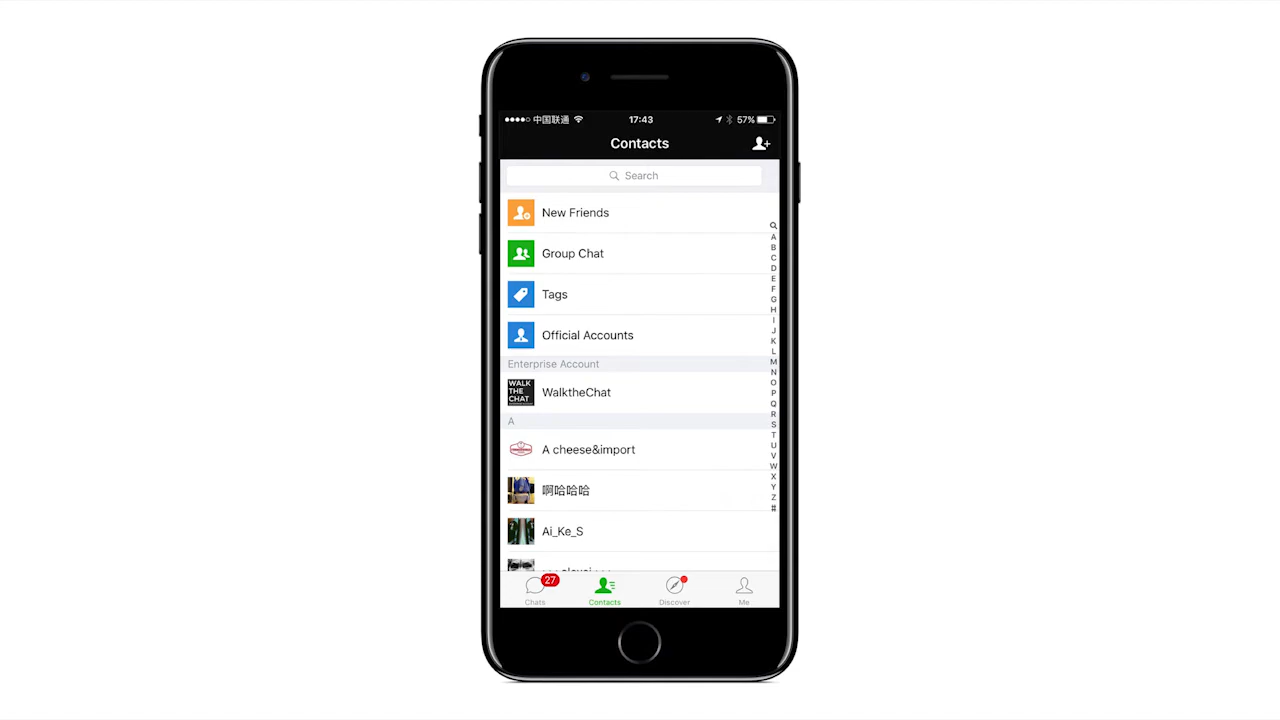 中国联通 17:43 57%
Contacts
Search
New Friends
Group Chat
Tags
Official Accounts
Enterprise Account
WALK
THE
CHAT
WalktheChat
A
A cheese&import
啊哈哈哈
Ai_Ke_S
A
B
C
D
E
F
G
H
I
J
K
L
M
N
O
P
Q
R
S
T
U
V
W
X
Y
Z
#
27
Chats Contacts Discover Me